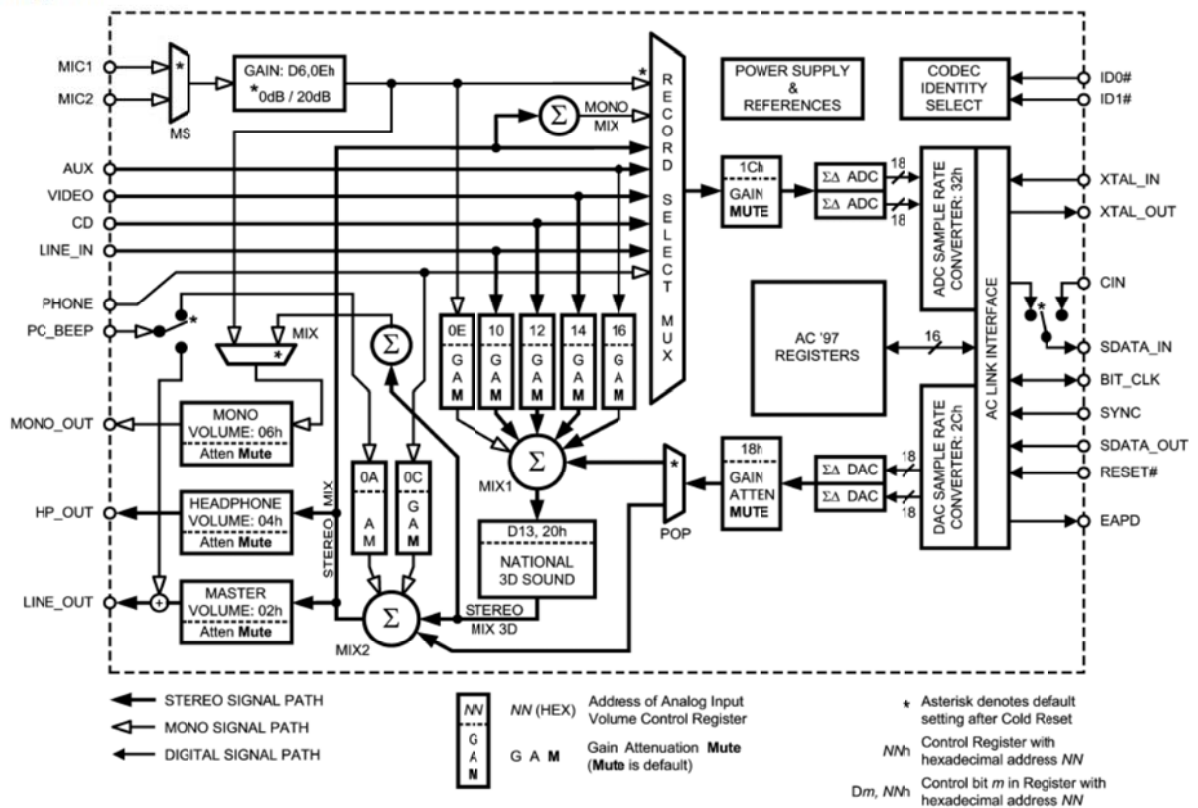 MIC1
MIC2
*
MS
GAIN: D6,0Eh
*0dB / 20dB
*
Σ
MONO
MIX
RECORD SELECT MUX
POWER SUPPLY
&
REFERENCES
CODEC
IDENTITY
SELECT
ID0#
ID1#
AUX
VIDEO
CD
LINE_IN
PHONE
PC_BEEP
*
MIX
*
Σ
1Ch
GAIN
MUTE
ΣΔ ADC
ΣΔ ADC
18
18
ADC SAMPLE RATE
CONVERTER: 32h
AC LINK INTERFACE
XTAL_IN
XTAL_OUT
CIN
*
SDATA_IN
BIT_CLK
SYNC
SDATA_OUT
RESET#
EAPD
0E
G
A
M
10
G
A
M
12
G
A
M
14
G
A
M
16
G
A
M
AC '97
REGISTERS
16
MONO_OUT
MONO
VOLUME: 06h
Atten Mute
HP_OUT
HEADPHONE
VOLUME: 04h
Atten Mute
LINE_OUT
+
MASTER
VOLUME: 02h
Atten Mute
STEREO MIX
0A
A
M
0C
G
A
M
Σ
MIX1
D13, 20h
NATIONAL
3D SOUND
Σ
MIX2
STEREO
MIX 3D
*
POP
18h
GAIN
ATTEN
MUTE
ΣΔ DAC
ΣΔ DAC
18
18
DAC SAMPLE RATE
CONVERTER: 2Ch
STEREO SIGNAL PATH
MONO SIGNAL PATH
DIGITAL SIGNAL PATH
NN
G
A
M
NN (HEX) Address of Analog Input
Volume Control Register
G A M Gain Attenuation Mute
(Mute is default)
* Asterisk denotes default
setting after Cold Reset
NNh Control Register with
hexadecimal address NN
Dm, NNh Control bit m in Register with
hexadecimal address NN